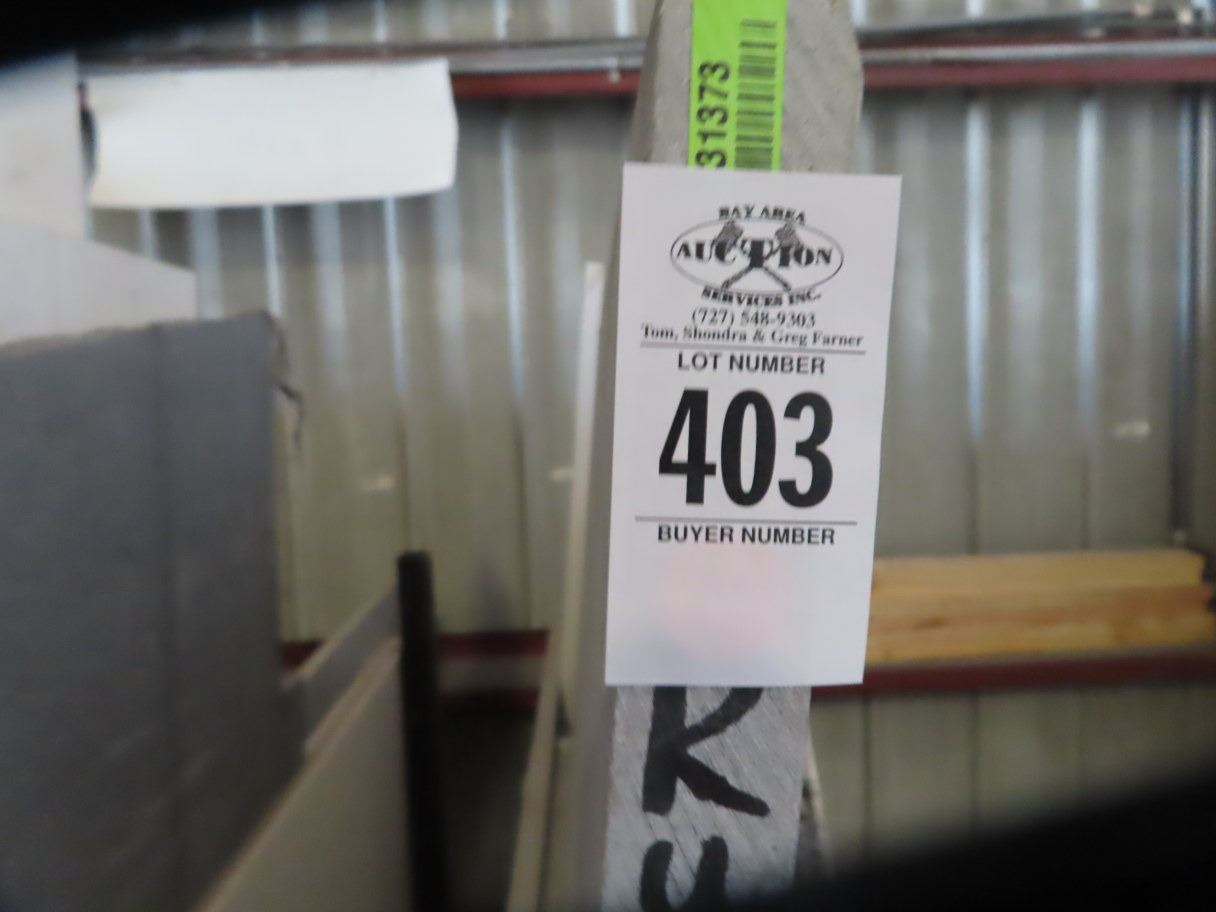 31373
BAY AREA
AUCTION
SERVICES INC.
(727) 548-9303
Tom, Shondra & Greg Farner
LOT NUMBER
403
BUYER NUMBER
R